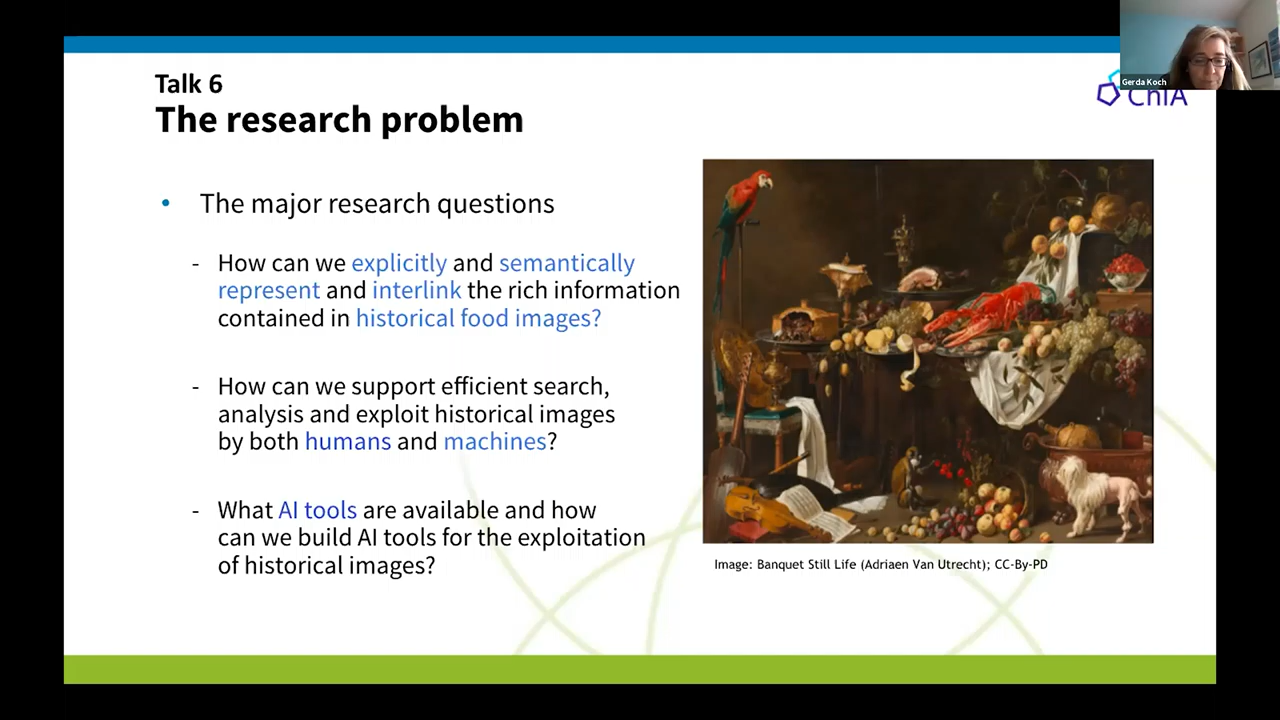 Talk 6
The research problem
Gerda Koch
ChIA
• The major research questions
- How can we explicitly and semantically
represent and interlink the rich information
contained in historical food images?
- How can we support efficient search,
analysis and exploit historical images
by both humans and machines?
- What AI tools are available and how
can we build AI tools for the exploitation
of historical images?
Image: Banquet Still Life (Adriaen Van Utrecht); CC-By-PD